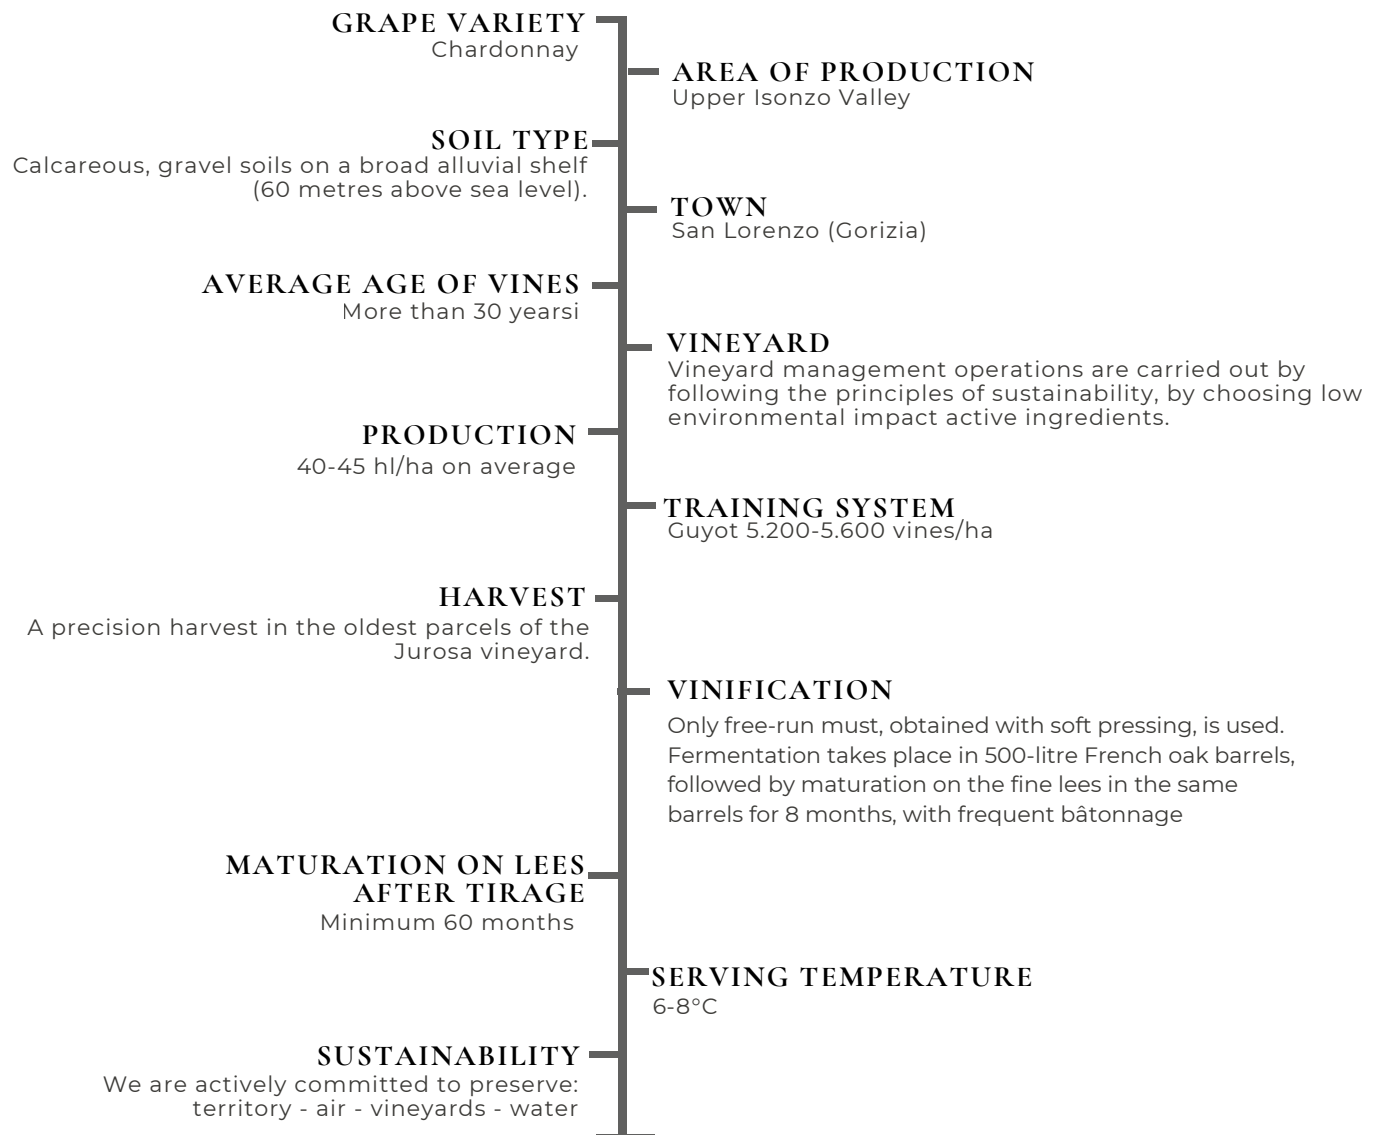 GRAPE VARIETY
Chardonnay
AREA OF PRODUCTION
Upper Isonzo Valley
SOIL TYPE
Calcareous, gravel soils on a broad alluvial shelf
(60 metres above sea level).
TOWN
San Lorenzo (Gorizia)
AVERAGE AGE OF VINES
More than 30 yearsi
VINEYARD
Vineyard management operations are carried out by
following the principles of sustainability, by choosing low
environmental impact active ingredients.
PRODUCTION
40-45 hl/ha on average
TRAINING SYSTEM
Guyot 5.200-5.600 vines/ha
HARVEST
A precision harvest in the oldest parcels of the
Jurosa vineyard.
VINIFICATION
Only free-run must, obtained with soft pressing, is used.
Fermentation takes place in 500-litre French oak barrels,
followed by maturation on the fine lees in the same
barrels for 8 months, with frequent bâtonnage
MATURATION ON LEES
AFTER TIRAGE
Minimum 60 months
SERVING TEMPERATURE
6-8°C
SUSTAINABILITY
We are actively committed to preserve:
territory - air - vineyards - water